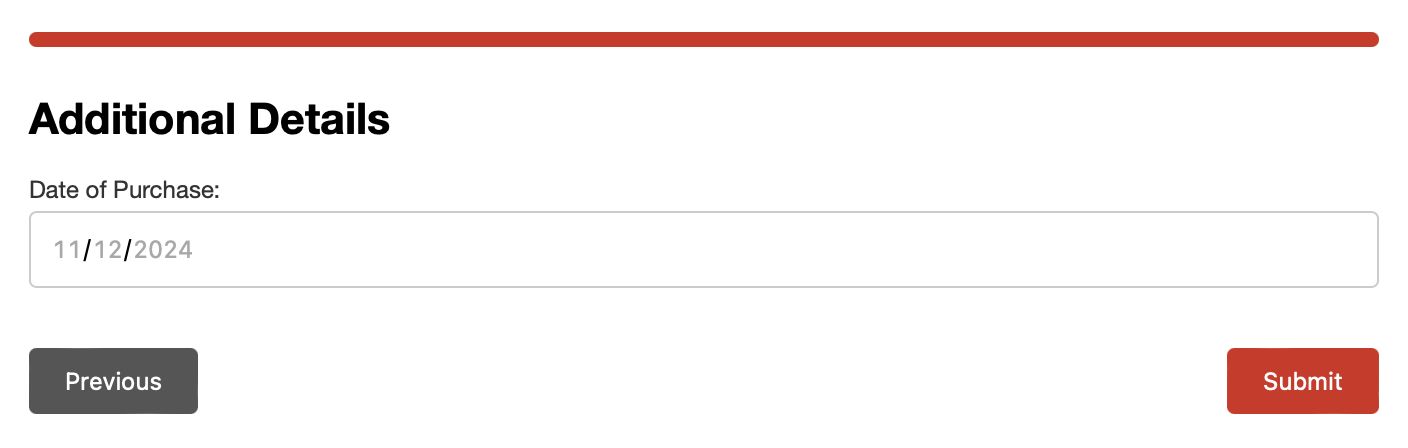 Additional Details
Date of Purchase:
11/12/2024
Previous
Submit